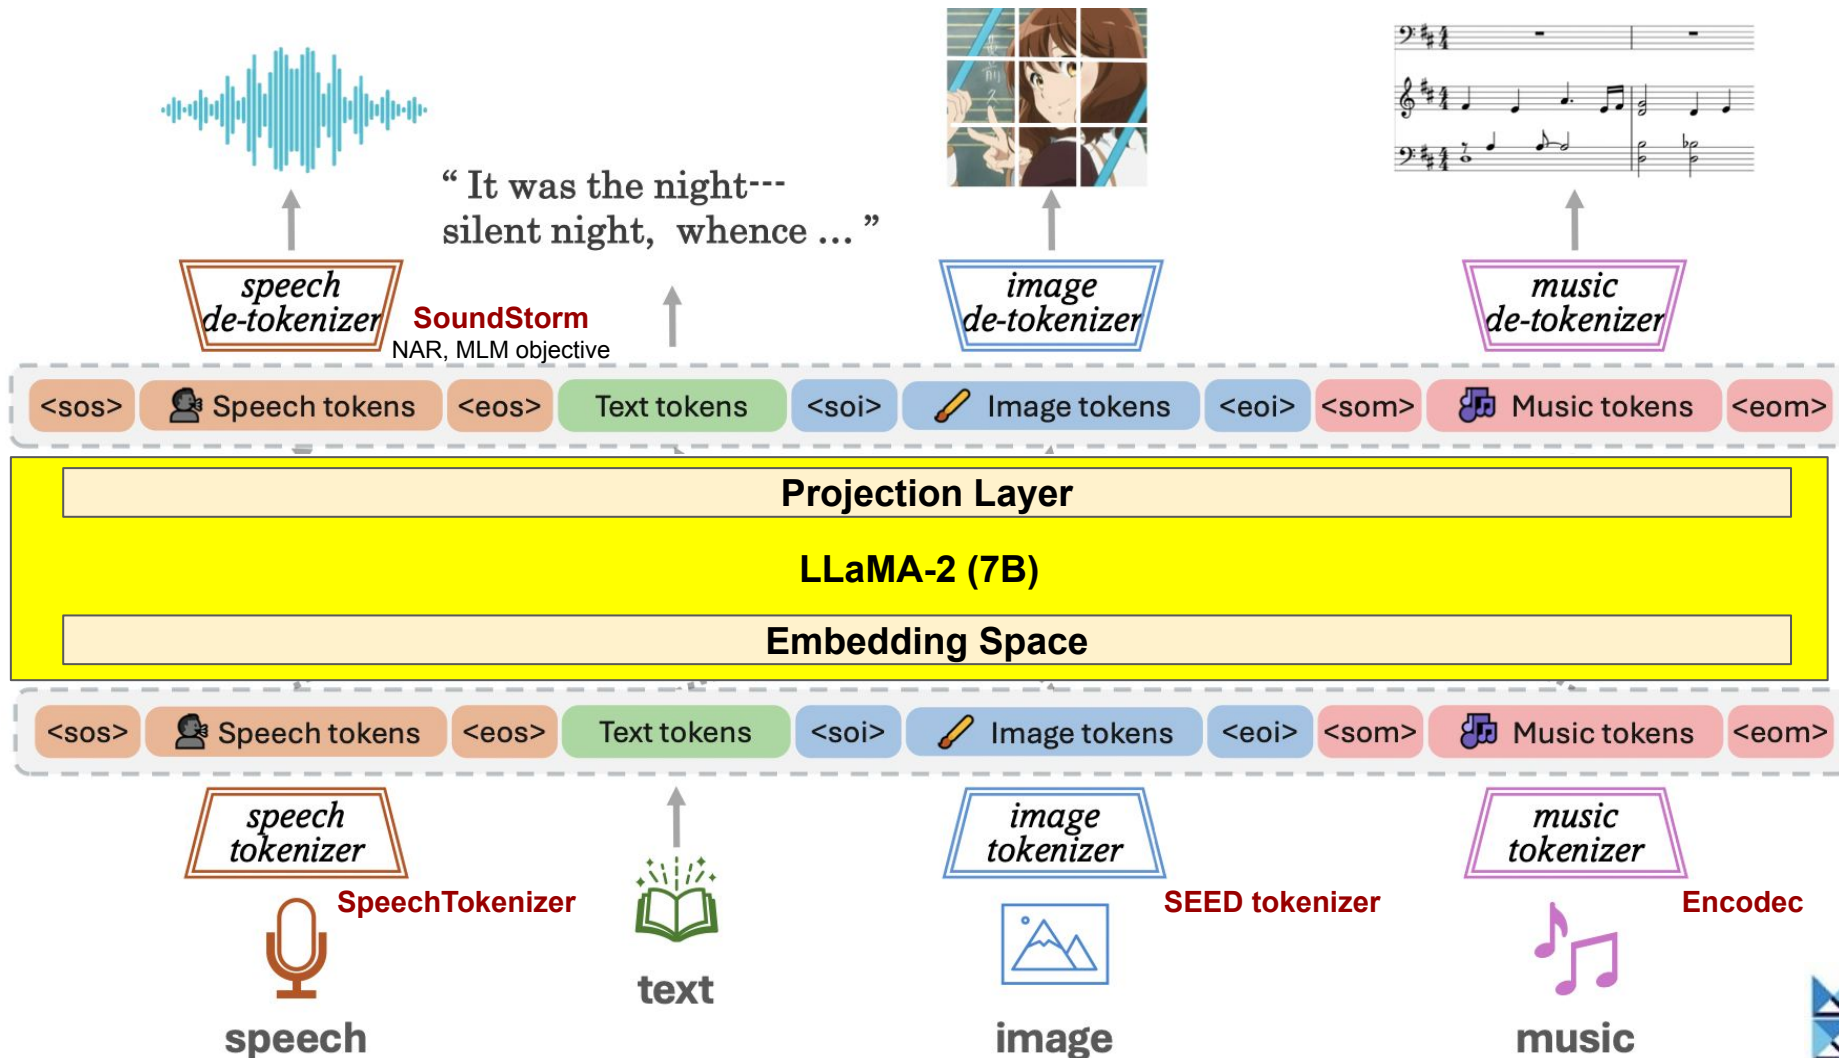 “ It was the night---
silent night, whence ... ”
speech
de-tokenizer
SoundStorm
NAR, MLM objective
image
de-tokenizer
music
de-tokenizer
<sos> Speech tokens <eos> Text tokens <soi> Image tokens <eoi> <som> Music tokens <eom>
Projection Layer
LLaMA-2 (7B)
Embedding Space
<sos> Speech tokens <eos> Text tokens <soi> Image tokens <eoi> <som> Music tokens <eom>
speech
tokenizer
SpeechTokenizer
image
tokenizer
SEED tokenizer
music
tokenizer
Encodec
speech
text
image
music